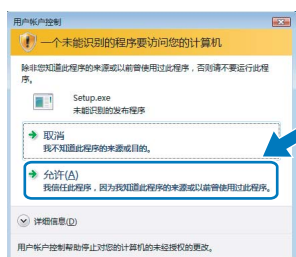 用户帐户控制
一个未能识别的程序要访问您的计算机
除非您知道此程序的来源或以前曾使用过此程序，否则请不要运行此程
序。
Setup.exe
未能识别的发布程序
取消
我不知道此程序的来源或目的。
允许(A)
我信任此程序，因为我知道此程序的来源或以前曾使用过此程序。
详细信息(D)
用户帐户控制帮助停止对您的计算机的未经授权的更改。